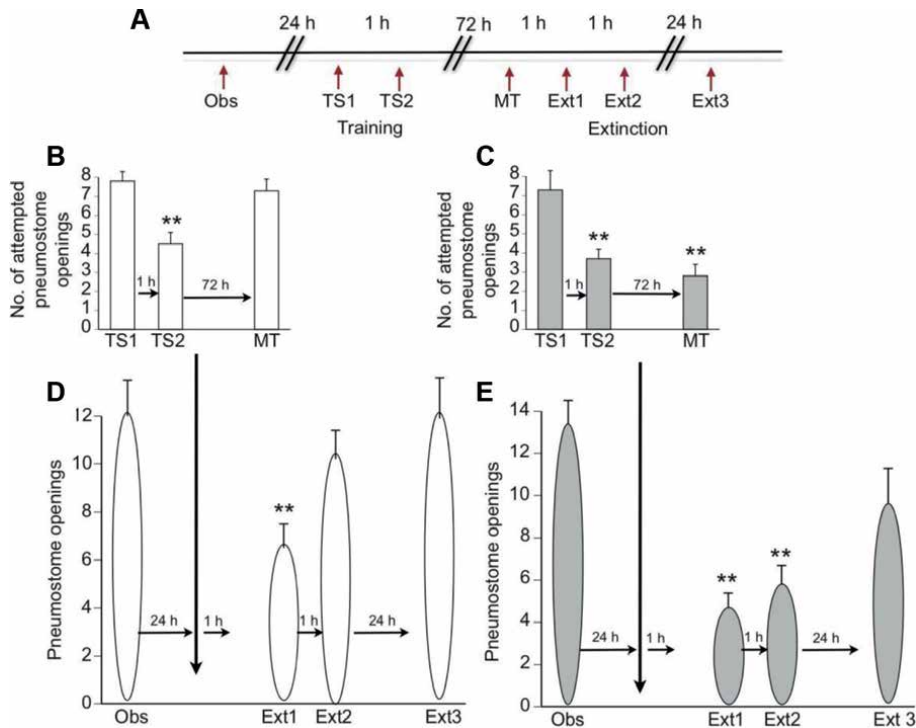 A
24 h 1 h 72 h 1 h 1 h 24 h
Obs TS1 TS2 MT Ext1 Ext2 Ext3
Training Extinction
B
No. of attempted
pneumostome
openings
8
7
6
5
4
3
2
1
0
**
1 h
72 h
TS1 TS2 MT
C
No. of attempted
pneumostome
openings
8
7
6
5
4
3
2
1
0
**
**
1 h
72 h
TS1 TS2 MT
D
Pneumostome openings
12
10
8
6
4
2
0
**
24 h 1 h 1 h 24 h
Obs Ext1 Ext2 Ext3
E
Pneumostome openings
14
12
10
8
6
4
2
0
**
**
24 h 1 h 1 h 24 h
Obs Ext1 Ext2 Ext 3